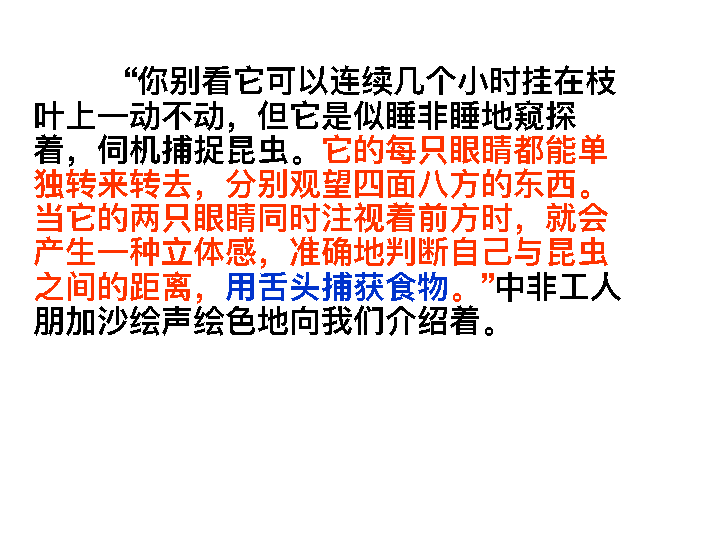 “你别看它可以连续几个小时挂在枝
叶上一动不动，但它是似睡非睡地窥探
着，伺机捕捉昆虫。它的每只眼睛都能单
独转来转去，分别观望四面八方的东西。
当它的两只眼睛同时注视着前方时，就会
产生一种立体感，准确地判断自己与昆虫
之间的距离，用舌头捕获食物。”中非工人
朋加沙绘声绘色地向我们介绍着。